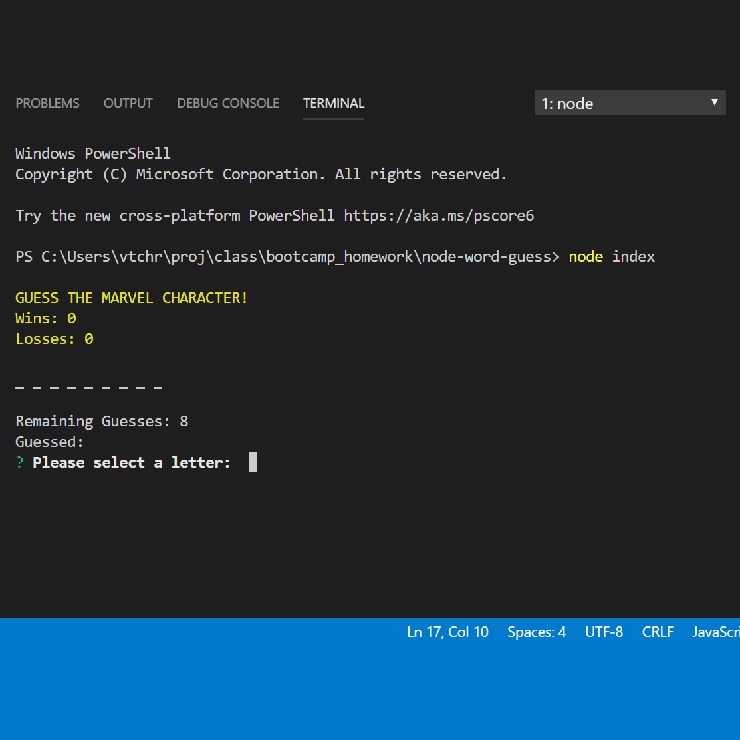 PROBLEMS OUTPUT DEBUG CONSOLE TERMINAL 1: node
Windows PowerShell
Copyright (C) Microsoft Corporation. All rights reserved.
Try the new cross-platform PowerShell https://aka.ms/pscore6
PS C:\Users\vtchr\proj\class\bootcamp_homework\node-word-guess> node index
GUESS THE MARVEL CHARACTER!
Wins: 0
Losses: 0
_ _ _ _ _ _ _ _ _
Remaining Guesses: 8
Guessed:
? Please select a letter:
Ln 17, Col 10 Spaces: 4 UTF-8 CRLF JavaScri